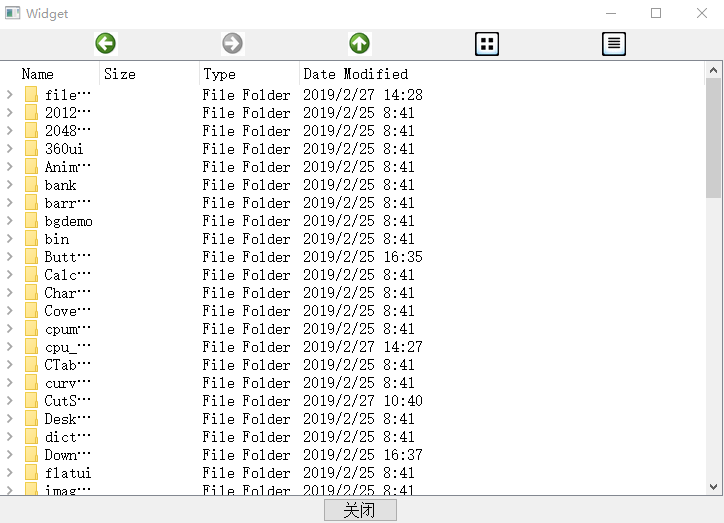 Widget
Name Size Type Date Modified
file… File Folder 2019/2/27 14:28
2012… File Folder 2019/2/25 8:41
2048… File Folder 2019/2/25 8:41
360ui File Folder 2019/2/25 8:41
Anim… File Folder 2019/2/25 8:41
bank File Folder 2019/2/25 8:41
barr… File Folder 2019/2/25 8:41
bgdemo File Folder 2019/2/25 8:41
bin File Folder 2019/2/25 8:41
Butt… File Folder 2019/2/25 16:35
Calc… File Folder 2019/2/25 8:41
Char… File Folder 2019/2/25 8:41
Cove… File Folder 2019/2/25 8:41
cpum… File Folder 2019/2/25 8:41
cpu_… File Folder 2019/2/27 14:27
CTab… File Folder 2019/2/25 8:41
curv… File Folder 2019/2/25 8:41
CutS… File Folder 2019/2/27 10:40
Desk… File Folder 2019/2/25 8:41
dict… File Folder 2019/2/25 8:41
Down… File Folder 2019/2/25 16:37
flatui File Folder 2019/2/25 8:41
imag… File Folder 2019/2/25 8:41
关闭